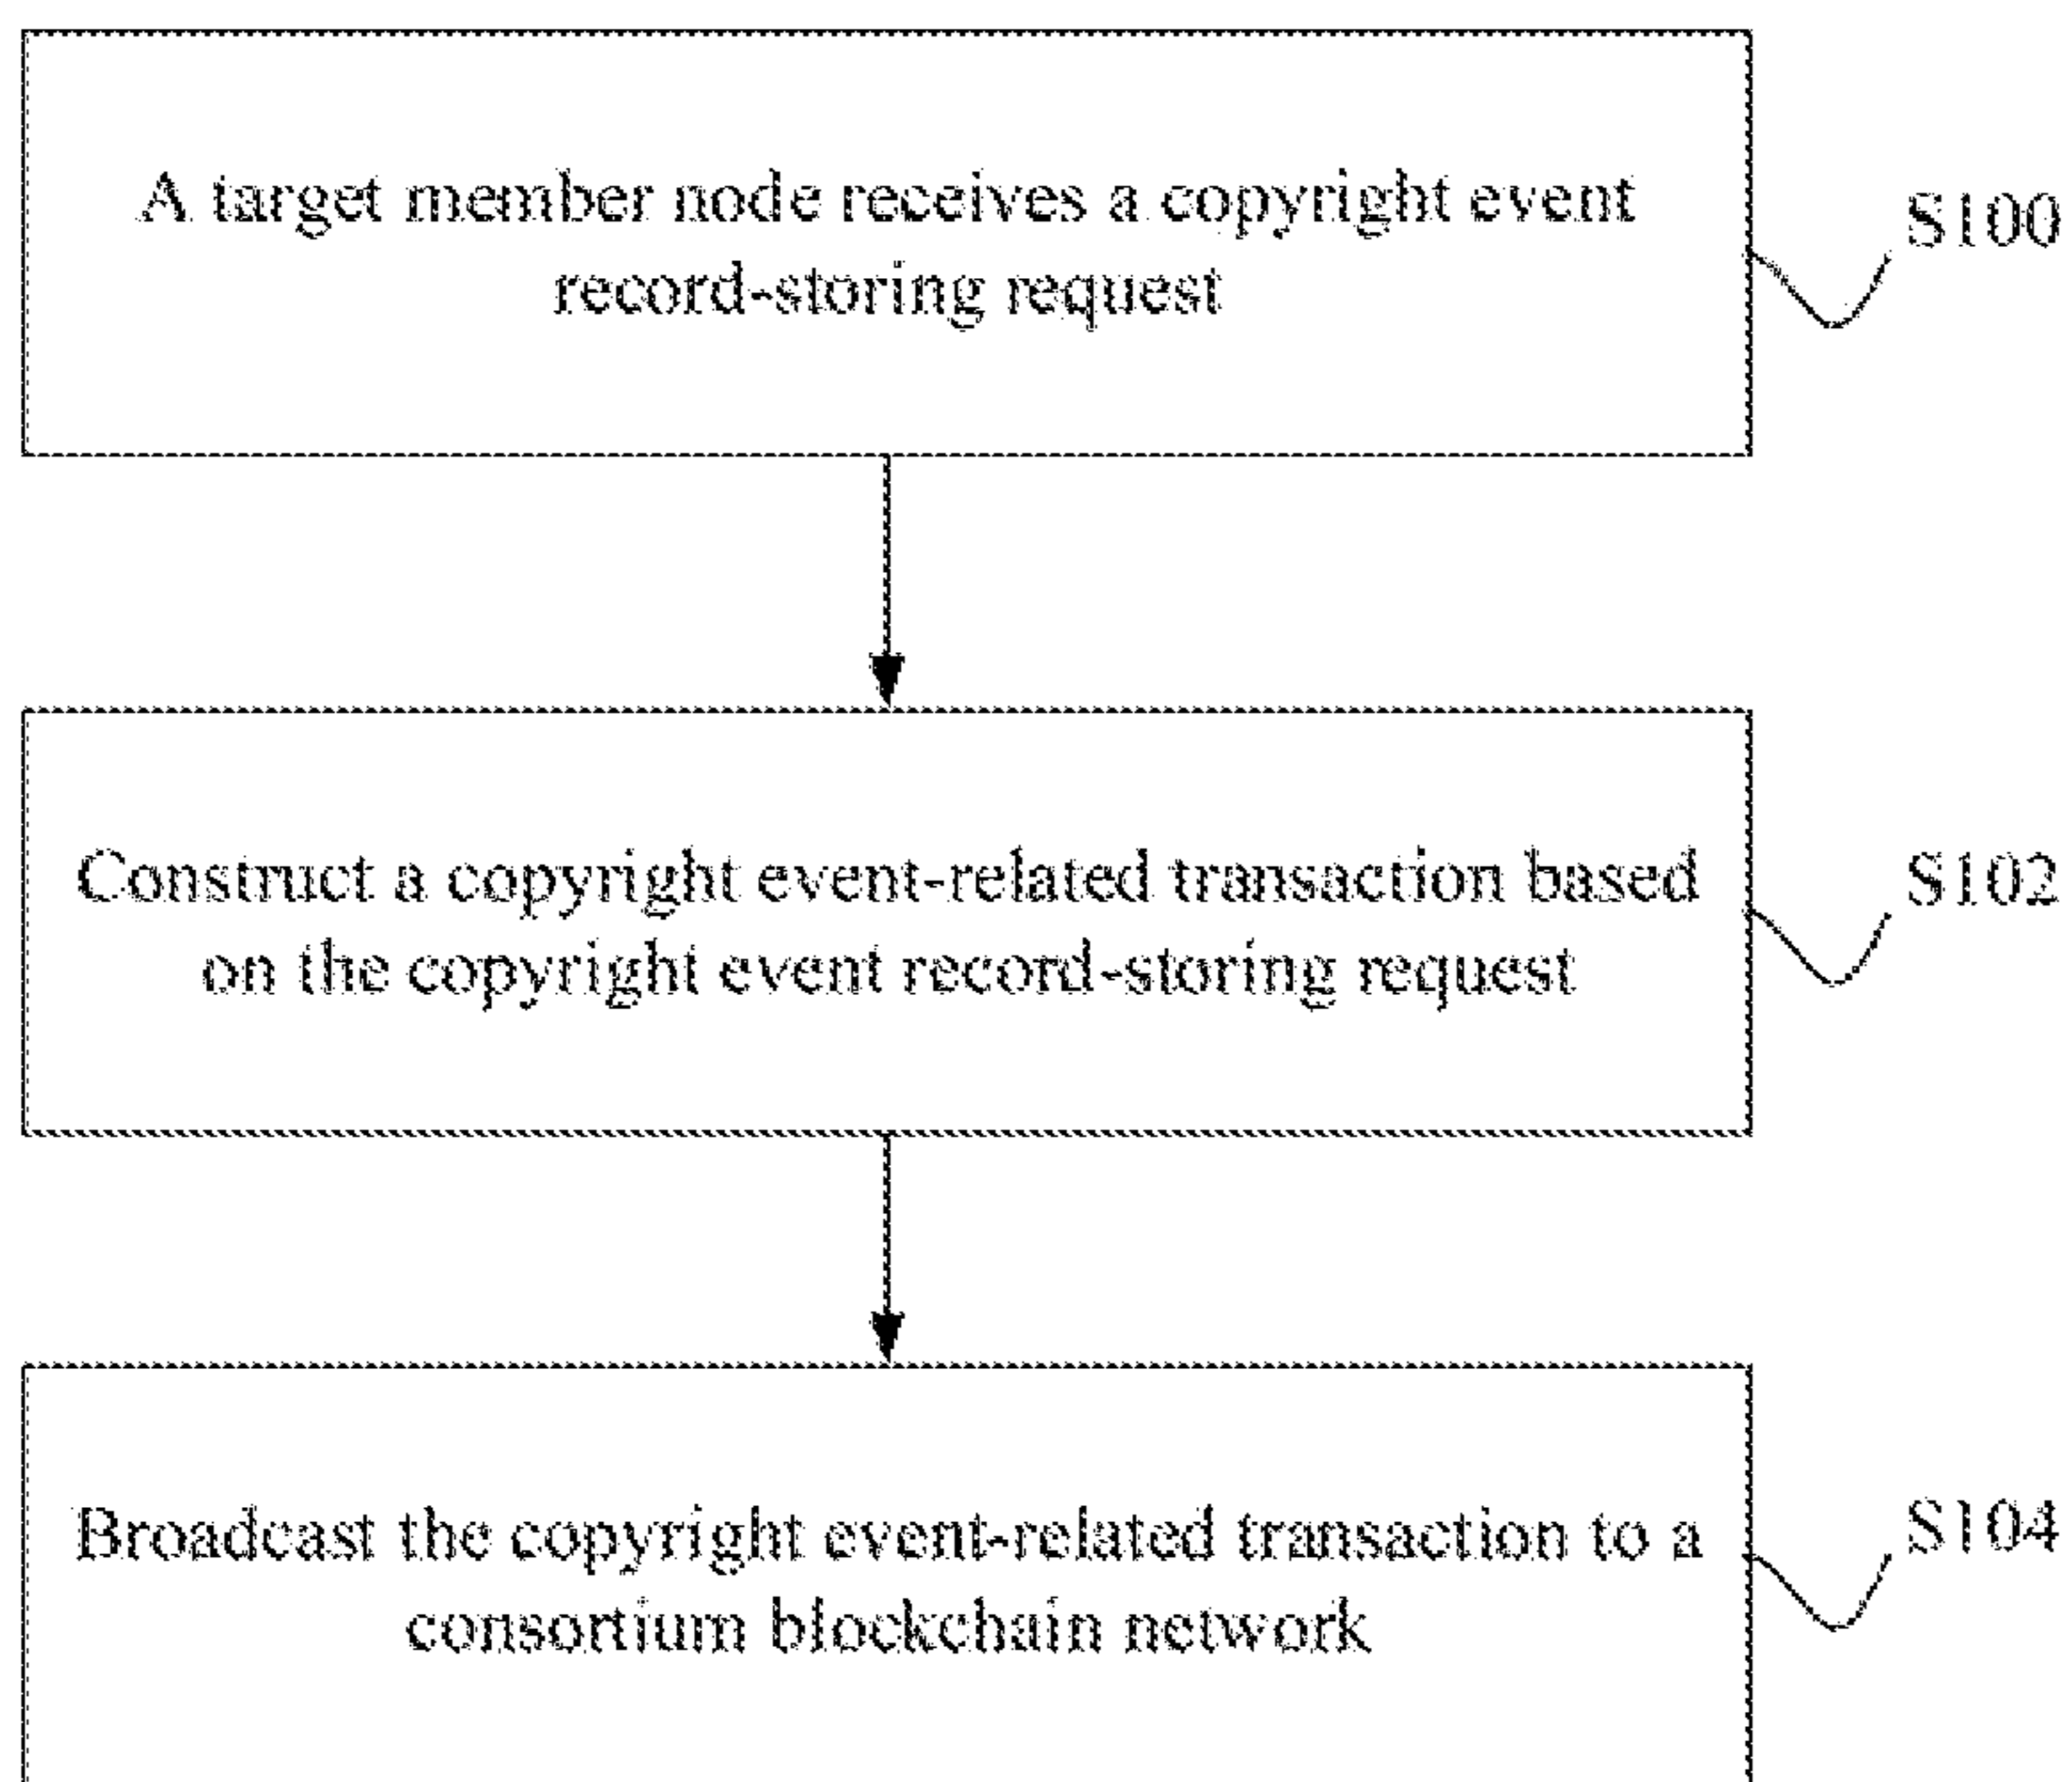 A target member node receives a copyright event
record-storing request
S100
Construct a copyright event-related transaction based
on the copyright event record-storing request
S102
Broadcast the copyright event-related transaction to a
consortium blockchain network
S104